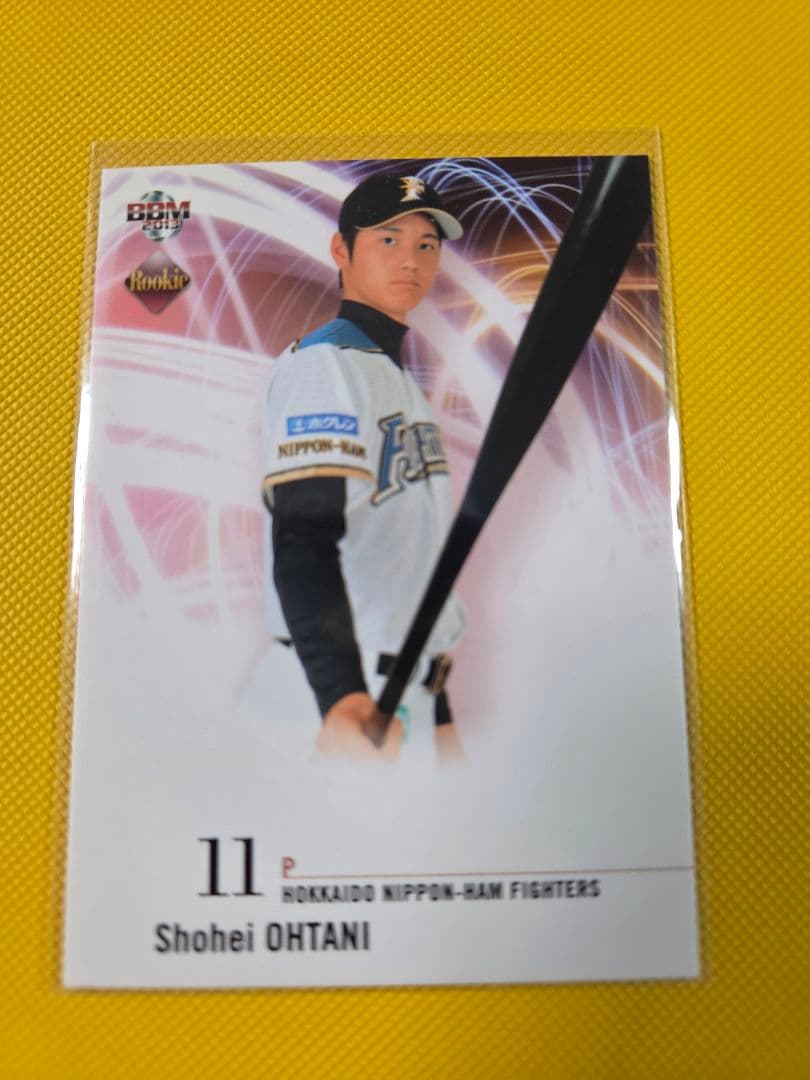 BBM
2013
Rookie
F
ホクレン
NIPPON-HAM
11
P
HOKKAIDO NIPPON-HAM FIGHTERS
Shohei OHTANI